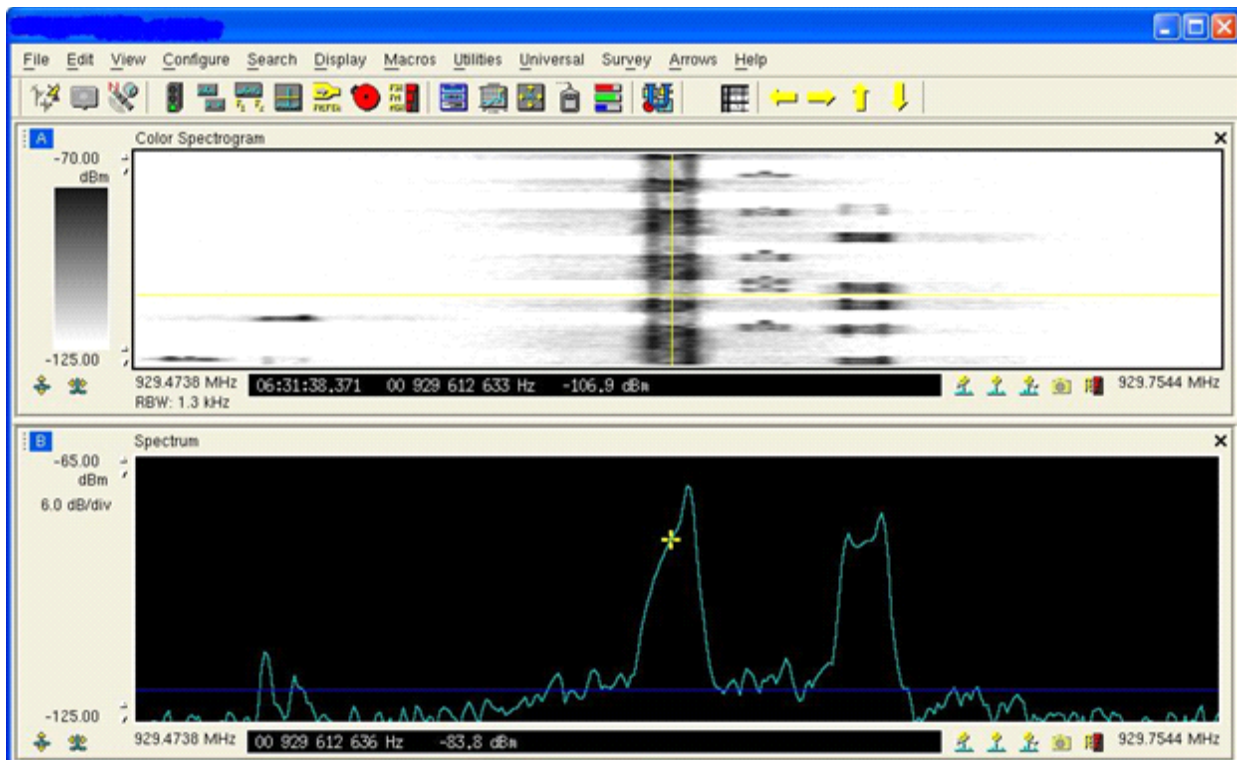 File Edit View Configure Search Display Macros Utilities Universal Survey Arrows Help
A Color Spectrogram
-70.00
dBm
-125.00
929.4738 MHz 06:31:38.371 00 929 612 633 Hz -106.9 dBm 929.7544 MHz
RBW: 1.3 kHz
B Spectrum
-65.00
dBm
6.0 dB/div
-125.00
929.4738 MHz 00 929 612 636 Hz -83.8 dBm 929.7544 MHz